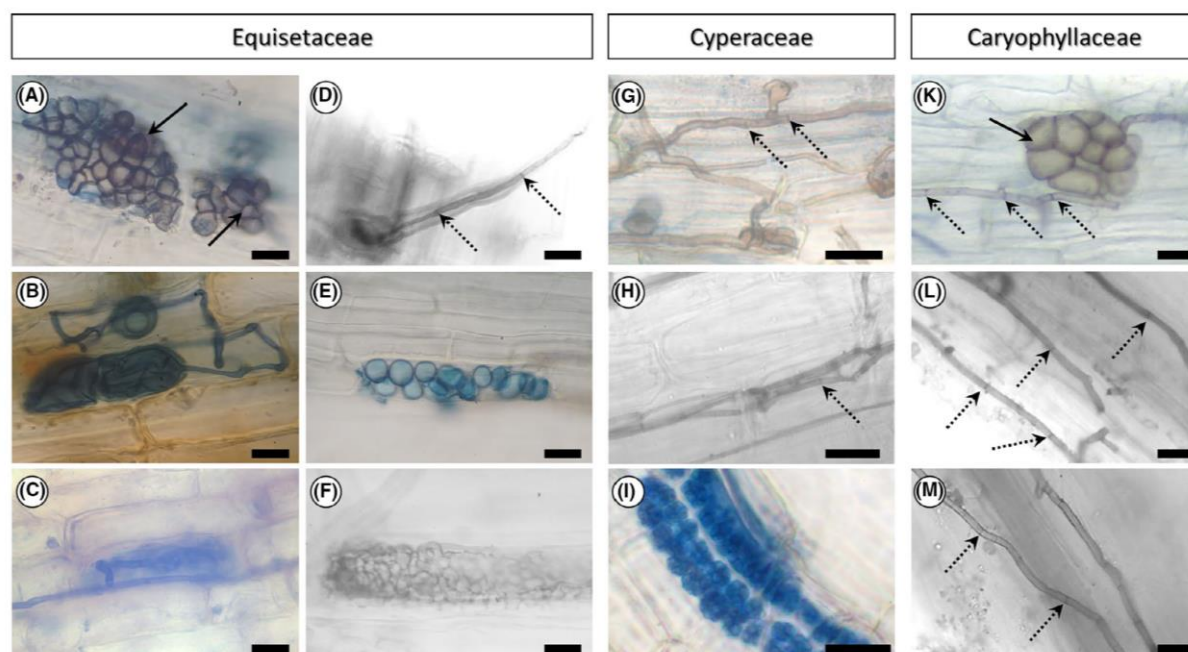 Equisetaceae
Cyperaceae
Caryophyllaceae
(A)
(D)
(G)
(K)
(B)
(E)
(H)
(L)
(C)
(F)
(I)
(M)